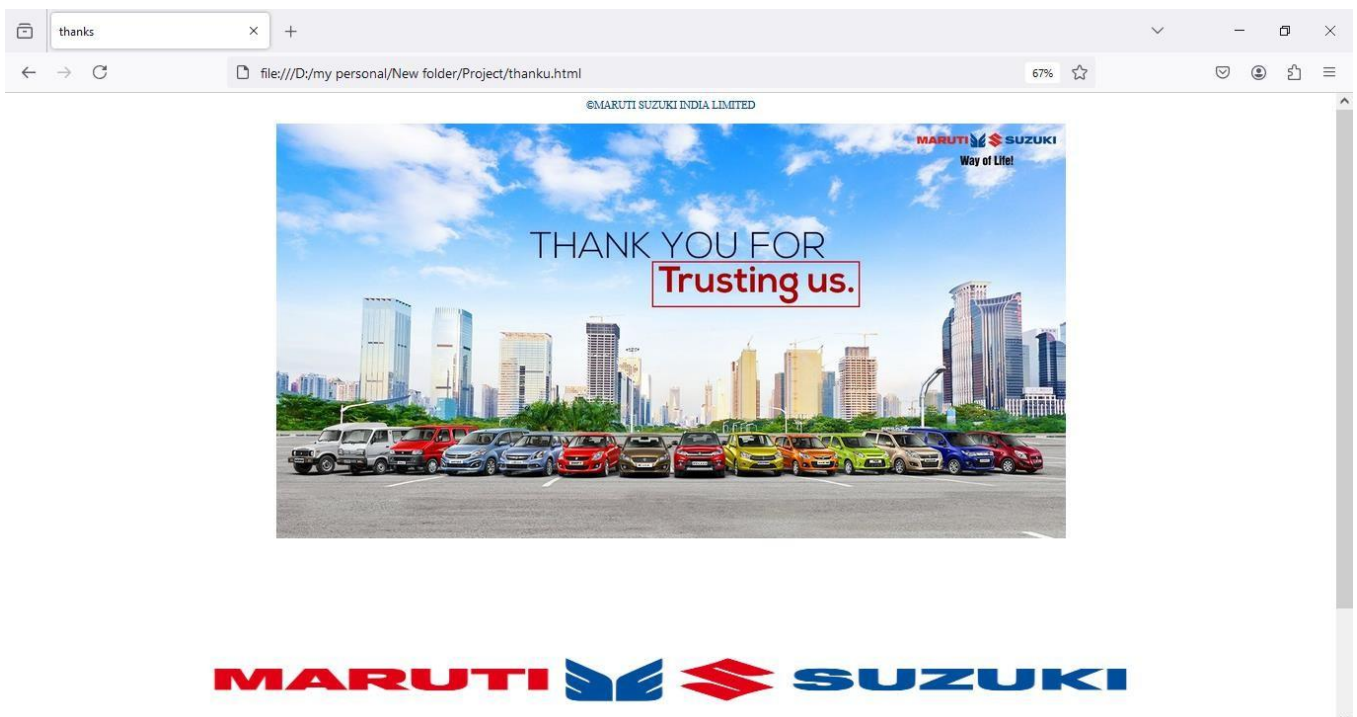 thanks
file:///D:/my personal/New folder/Project/thanku.html
67%
©MARUTI SUZUKI INDIA LIMITED
MARUTI SUZUKI
Way of Life!
THANK YOU FOR
Trusting us.
MARUTI SUZUKI